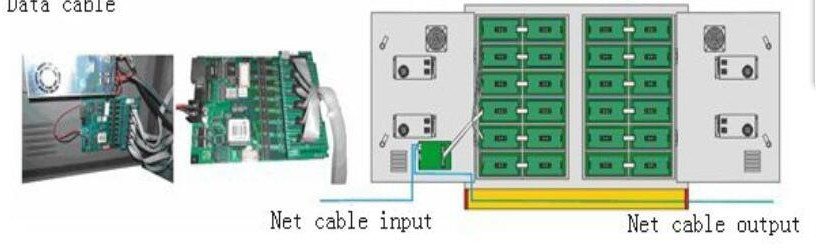 Data cable
Net cable input
Net cable output